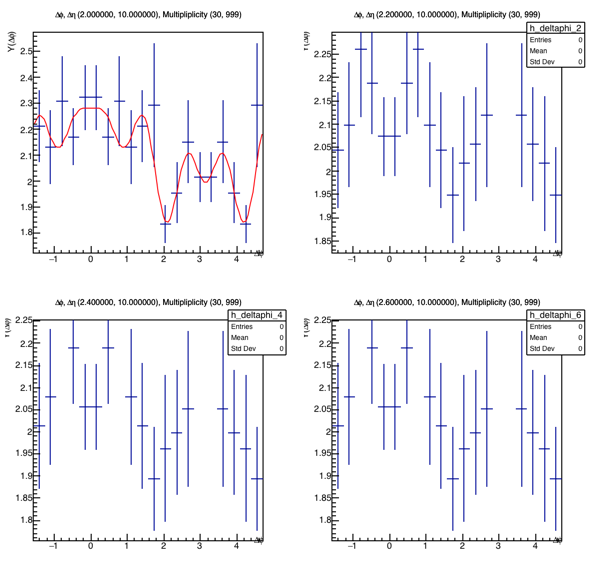 Δφ, Δη (2.000000, 10.000000), Multipliplicity (30, 999)
Y(Δφ)
2.5
2.4
2.3
2.2
2.1
2
1.9
1.8
−1 0 1 2 3 4
Δφ, Δη (2.200000, 10.000000), Multipliplicity (30, 999)
h_deltaphi_2
Entries 0
Mean 0
Std Dev 0
2.25
2.2
2.15
2.1
2.05
2
1.95
1.9
1.85
−1 0 1 2 3 4
Δφ, Δη (2.400000, 10.000000), Multipliplicity (30, 999)
h_deltaphi_4
Entries 0
Mean 0
Std Dev 0
2.25
2.2
2.15
2.1
2.05
2
1.95
1.9
1.85
1.8
−1 0 1 2 3 4
Δφ, Δη (2.600000, 10.000000), Multipliplicity (30, 999)
h_deltaphi_6
Entries 0
Mean 0
Std Dev 0
2.25
2.2
2.15
2.1
2.05
2
1.95
1.9
1.85
1.8
−1 0 1 2 3 4